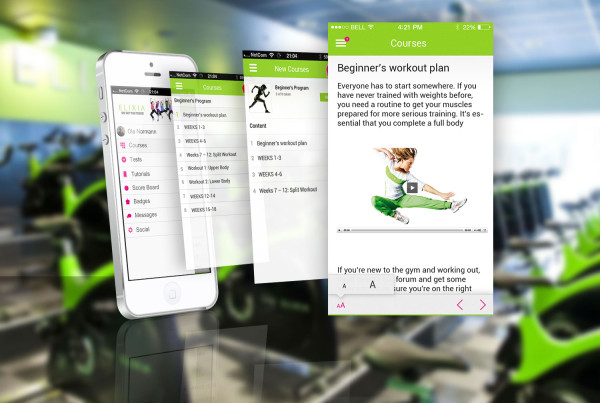 NetCom 21:04
ELIXIA
Ola Normann
Courses
Tests
Tutorials
Score Board
Badges
Messages
Social
NetCom 21:04
Courses
Beginner's Program
1 Beginner's workout plan
2 WEEKS 1-3
3 WEEKS 4-6
4 Weeks 7 – 12: Split Workout
5 Workout 1: Upper Body
6 Workout 2: Lower Body
7 WEEKS 12-14
8 WEEKS 15-18
NetCom 21:04
New Courses
Beginner's Program
Content
1 Beginner's workout plan
2 WEEKS 1-3
3 WEEKS 4-6
4 Weeks 7 – 12: Split Workout
BELL 4:21 PM 22%
Courses
Beginner's workout plan
Everyone has to start somewhere. If you
have never trained with weights before,
you need a routine to get your muscles
prepared for more serious training. It's es-
sential that you complete a full body
If you're new to the gym and working out,
forum and get some
sure you're on the right
A A
AA